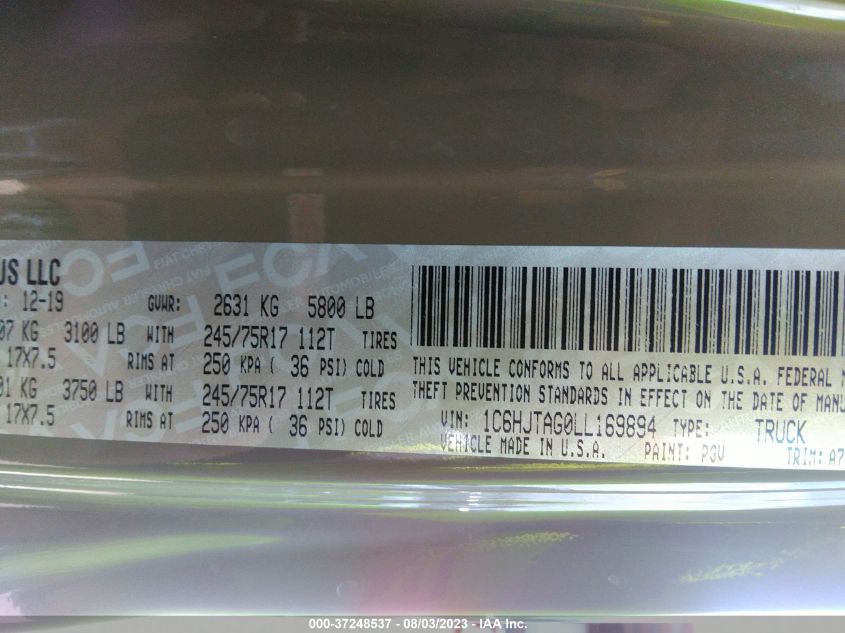 US LLC
12-19 GVWR: 2631 KG 5800 LB
07 KG 3100 LB WITH 245/75R17 112T TIRES
17X7.5 RIMS AT 250 KPA ( 36 PSI) COLD
01 KG 3750 LB WITH 245/75R17 112T TIRES
17X7.5 RIMS AT 250 KPA ( 36 PSI) COLD
THIS VEHICLE CONFORMS TO ALL APPLICABLE U.S.A. FEDERAL M
THEFT PREVENTION STANDARDS IN EFFECT ON THE DATE OF MANU
VIN: 1C6HJTAG0LL169894 TYPE: TRUCK
VEHICLE MADE IN U.S.A. PAINT: PGV TRIM: A7
000-37248537 - 08/03/2023 - IAA Inc.